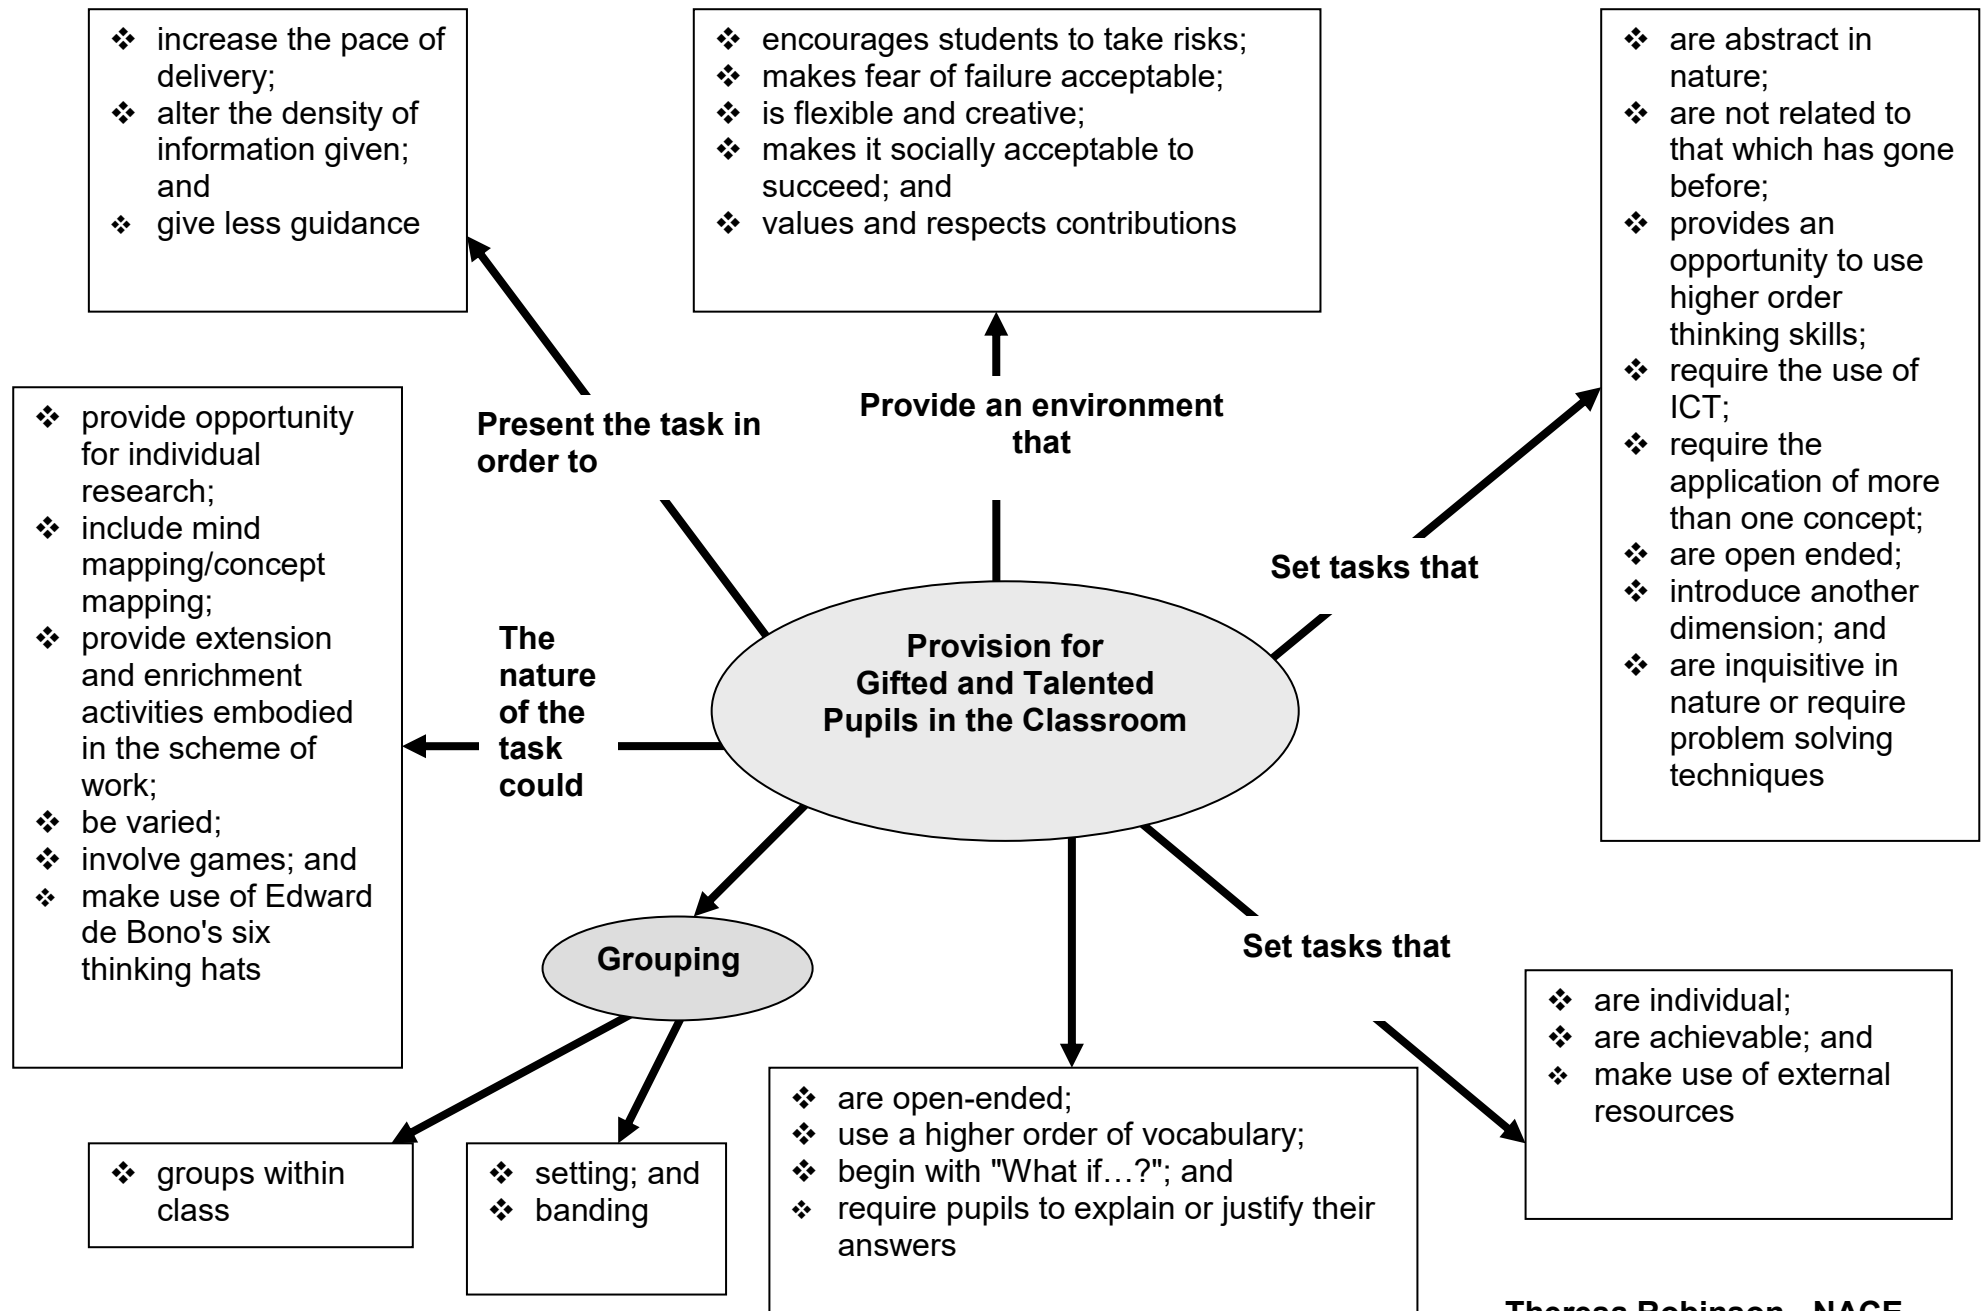 ❖ increase the pace of
delivery;
❖ alter the density of
information given;
and
❖ give less guidance
❖ encourages students to take risks;
❖ makes fear of failure acceptable;
❖ is flexible and creative;
❖ makes it socially acceptable to
succeed; and
❖ values and respects contributions
❖ are abstract in
nature;
❖ are not related to
that which has gone
before;
❖ provides an
opportunity to use
higher order
thinking skills;
❖ require the use of
ICT;
❖ require the
application of more
than one concept;
❖ are open ended;
❖ introduce another
dimension; and
❖ are inquisitive in
nature or require
problem solving
techniques
Present the task in
order to
Provide an environment
that
Set tasks that
❖ provide opportunity
for individual
research;
❖ include mind
mapping/concept
mapping;
❖ provide extension
and enrichment
activities embodied
in the scheme of
work;
❖ be varied;
❖ involve games; and
❖ make use of Edward
de Bono's six
thinking hats
The
nature
of the
task
could
Provision for
Gifted and Talented
Pupils in the Classroom
Grouping
Set tasks that
❖ groups within
class
❖ setting; and
❖ banding
❖ are open-ended;
❖ use a higher order of vocabulary;
❖ begin with "What if…?"; and
❖ require pupils to explain or justify their
answers
❖ are individual;
❖ are achievable; and
❖ make use of external
resources
Theresa Robinson - NACE